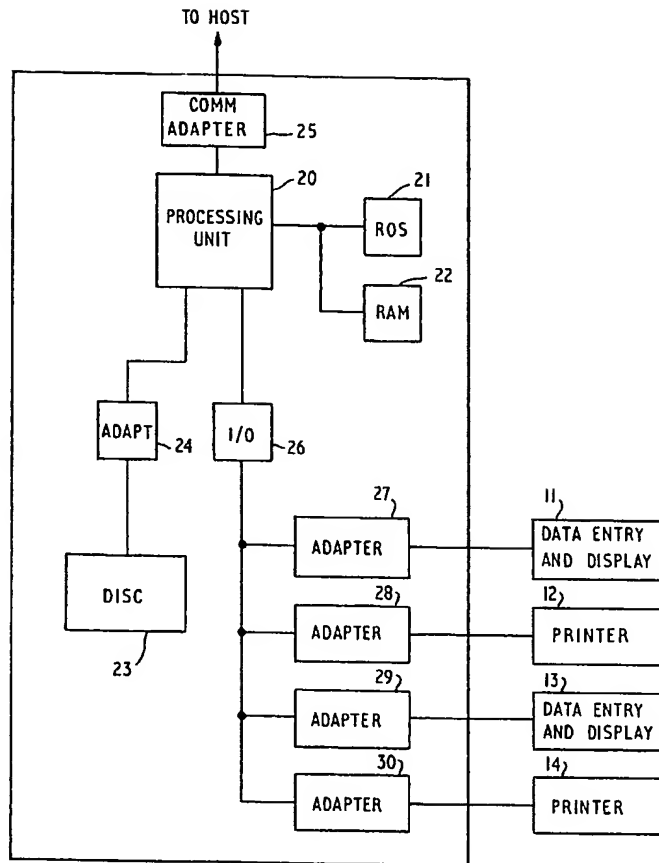 TO HOST
COMM
ADAPTER
25
20
PROCESSING
UNIT
21
ROS
22
RAM
ADAPT
24
I/O
26
DISC
23
27
ADAPTER
11
DATA ENTRY
AND DISPLAY
28
ADAPTER
12
PRINTER
29
ADAPTER
13
DATA ENTRY
AND DISPLAY
30
ADAPTER
14
PRINTER